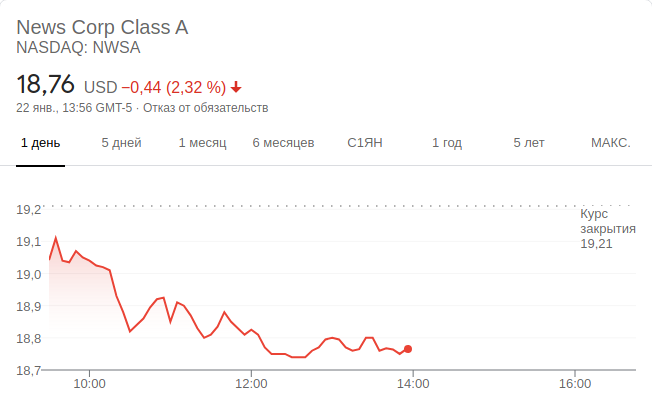 News Corp Class A
NASDAQ: NWSA
18,76 USD −0,44 (2,32 %)
22 янв., 13:56 GMT-5 · Отказ от обязательств
1 день 5 дней 1 месяц 6 месяцев С1ЯН 1 год 5 лет МАКС.
19,2
Курс
закрытия
19,21
19,1
19,0
18,9
18,8
18,7
10:00 12:00 14:00 16:00